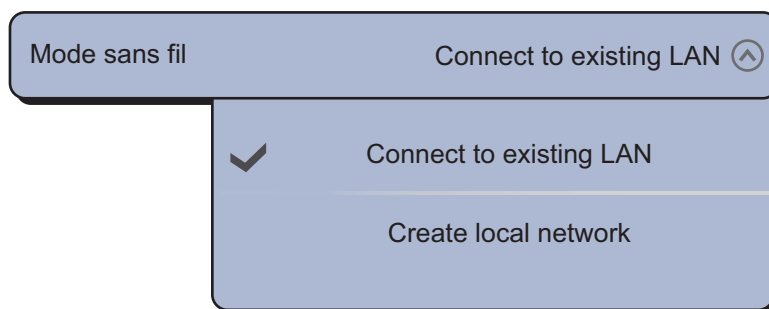 Mode sans fil Connect to existing LAN
Connect to existing LAN
Create local network